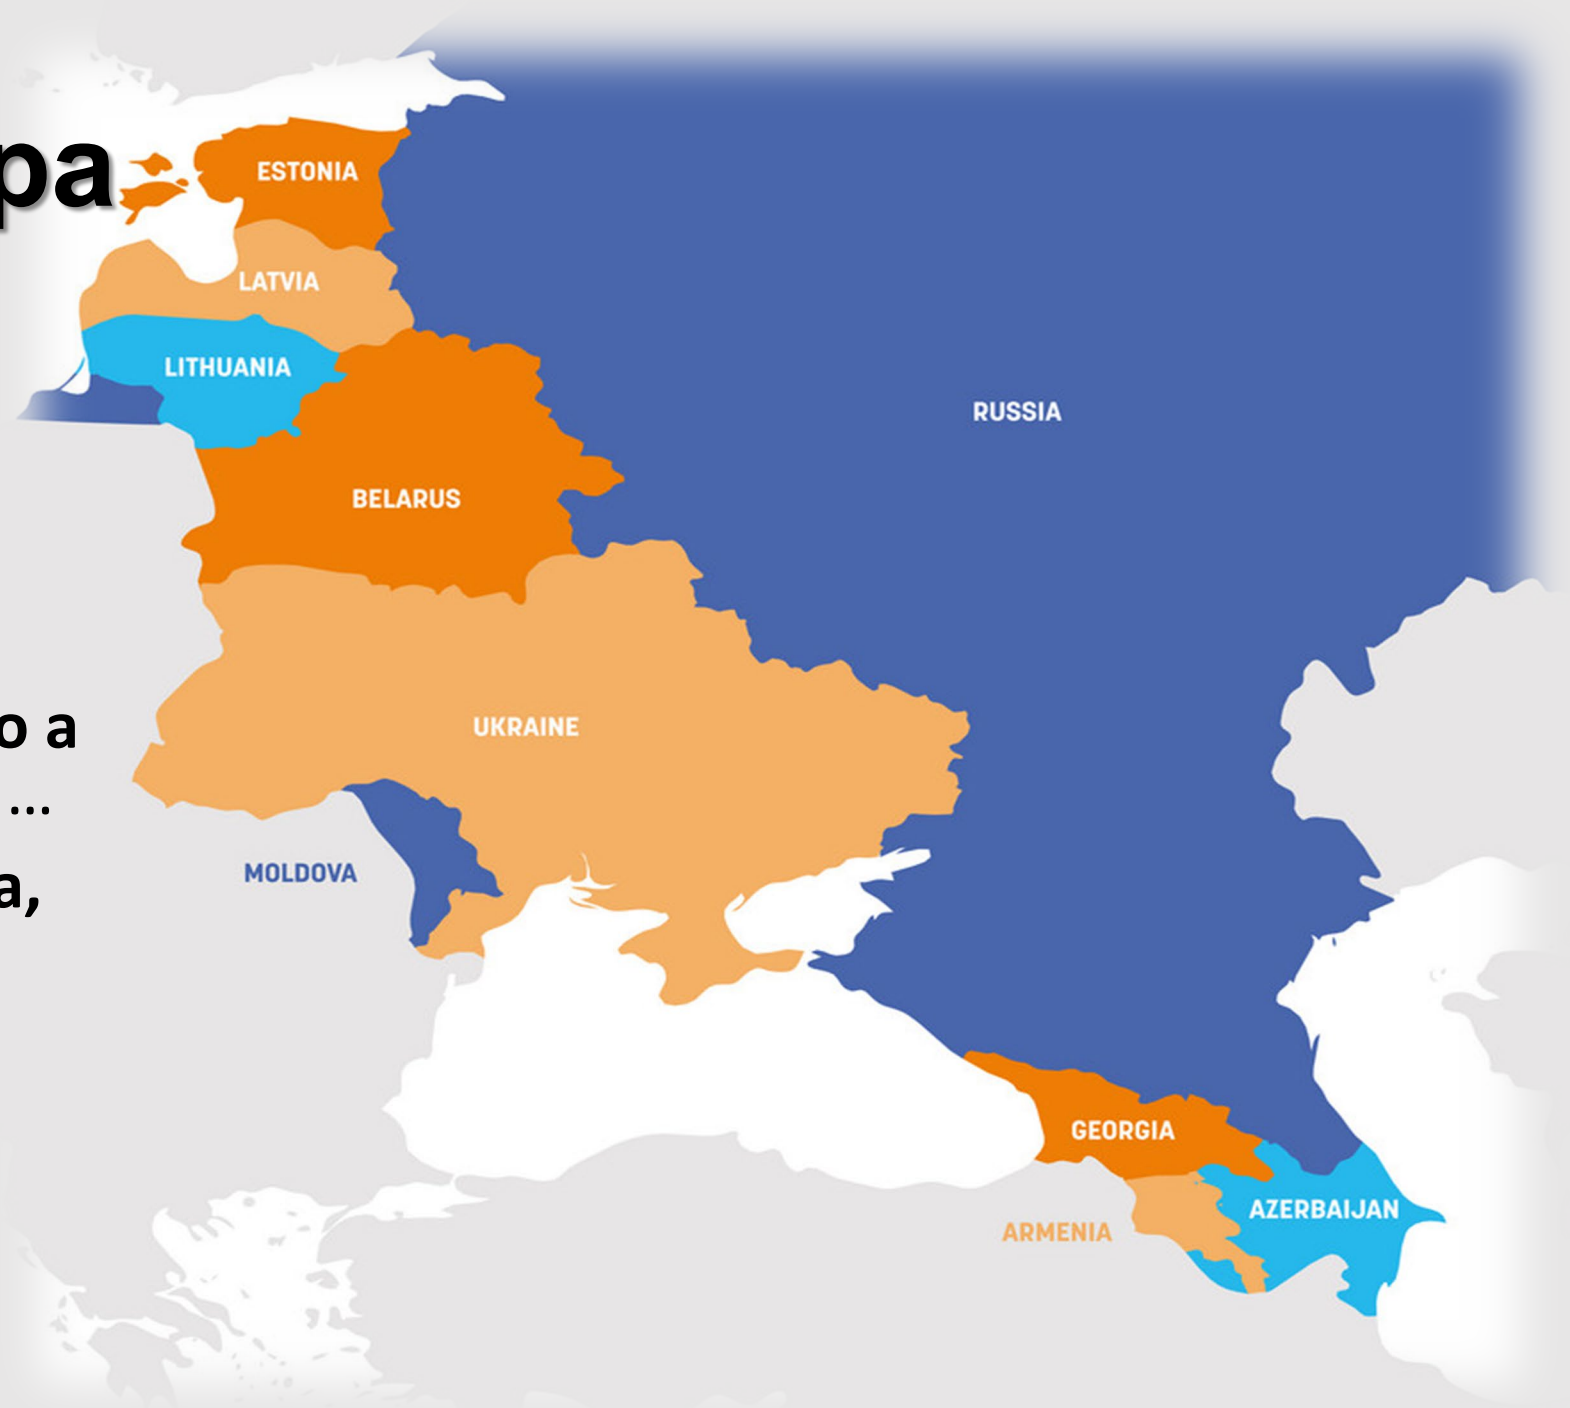 ESTONIA
pa
LATVIA
LITHUANIA
RUSSIA
BELARUS
UKRAINE
o a
...
MOLDOVA
a,
GEORGIA
AZERBAIJAN
ARMENIA